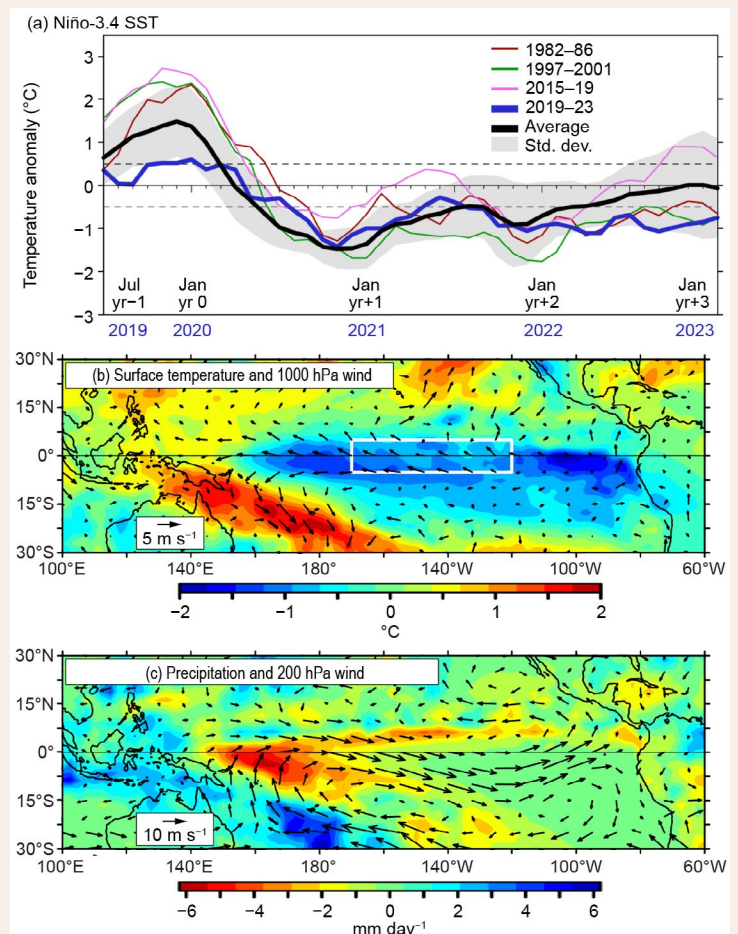 (a) Niño-3.4 SST
Temperature anomaly (°C)
3
2
1
0
−1
−2
−3
1982–86
1997–2001
2015–19
2019–23
Average
Std. dev.
Jul Jan Jan Jan Jan
yr−1 yr 0 yr+1 yr+2 yr+3
2019 2020 2021 2022 2023
(b) Surface temperature and 1000 hPa wind
30°N
15°N
0°
15°S
30°S
5 m s⁻¹
100°E 140°E 180° 140°W 100°W 60°W
−2 −1 0 1 2
°C
(c) Precipitation and 200 hPa wind
30°N
15°N
0°
15°S
30°S
10 m s⁻¹
100°E 140°E 180° 140°W 100°W 60°W
−6 −4 −2 0 2 4 6
mm day⁻¹